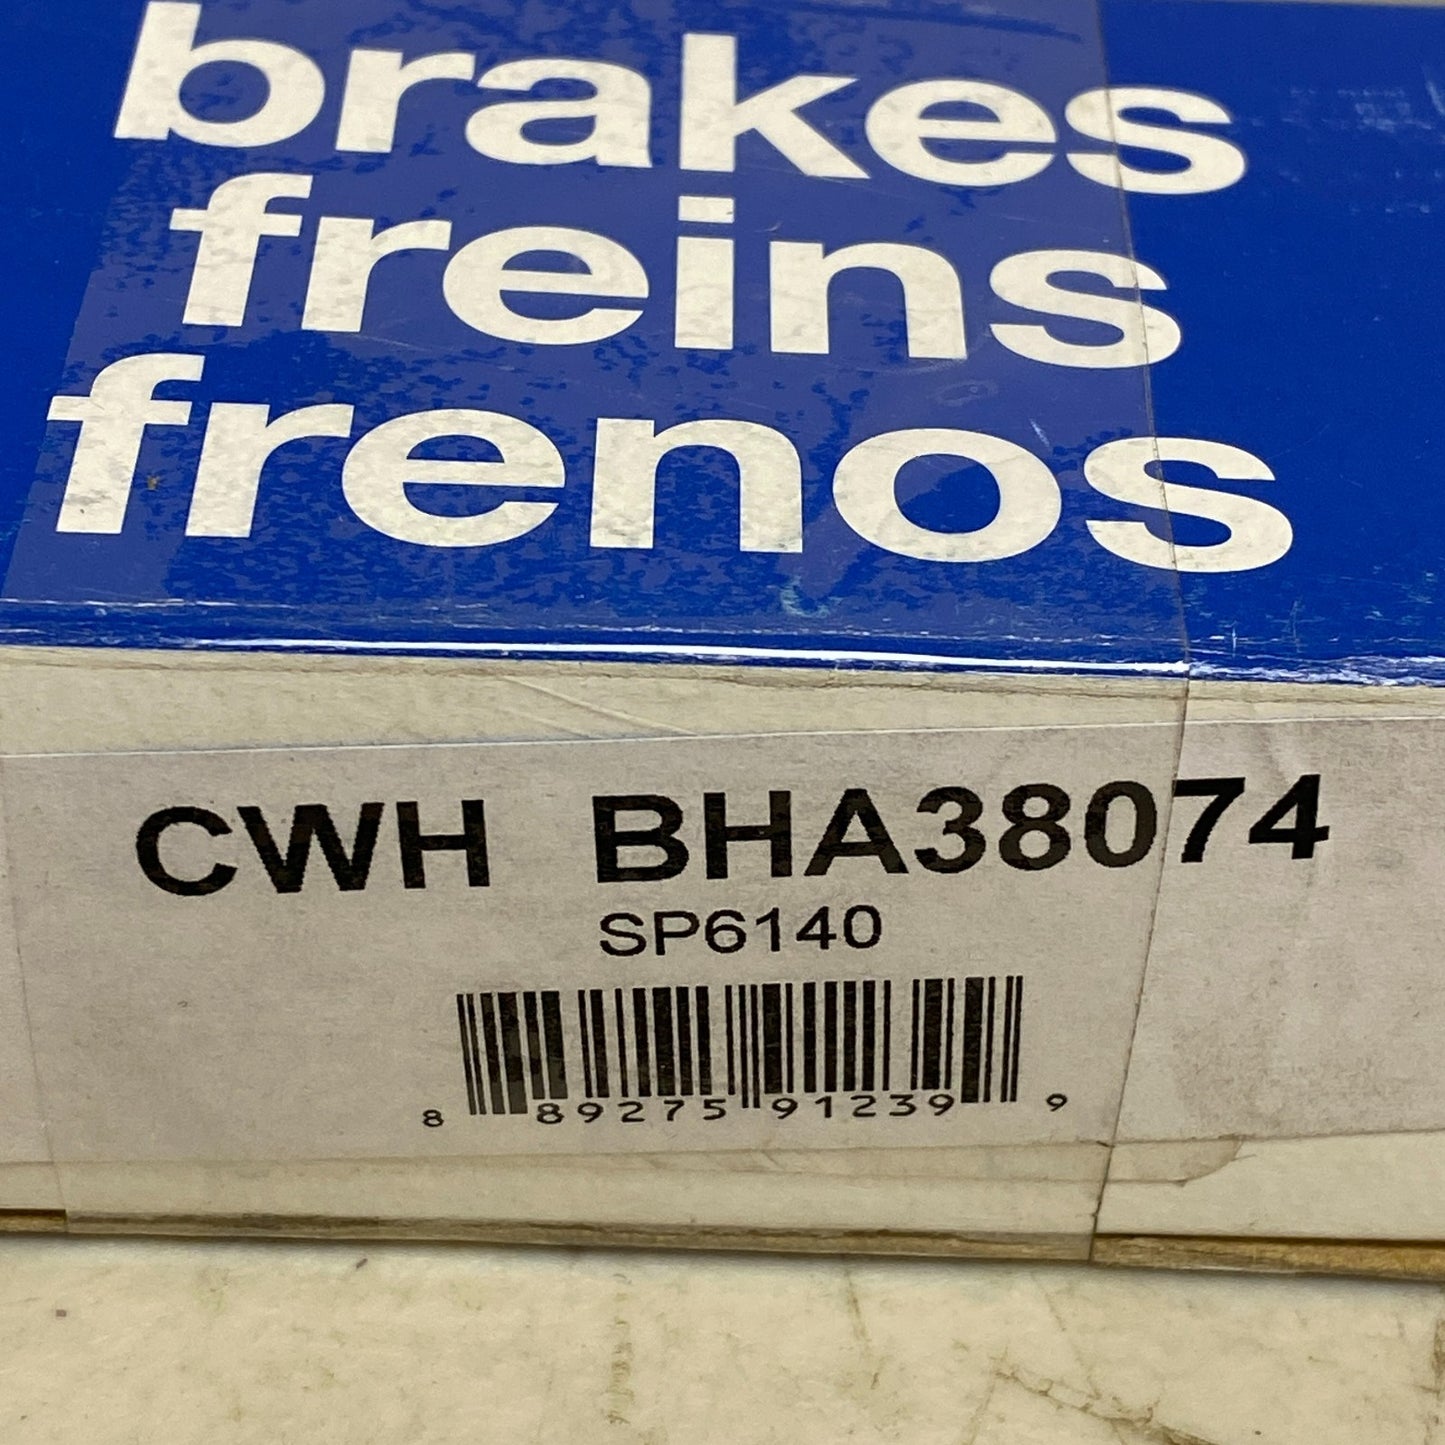 brakes
freins
frenos
CWH BHA38074
SP6140
8 89275 91239 9